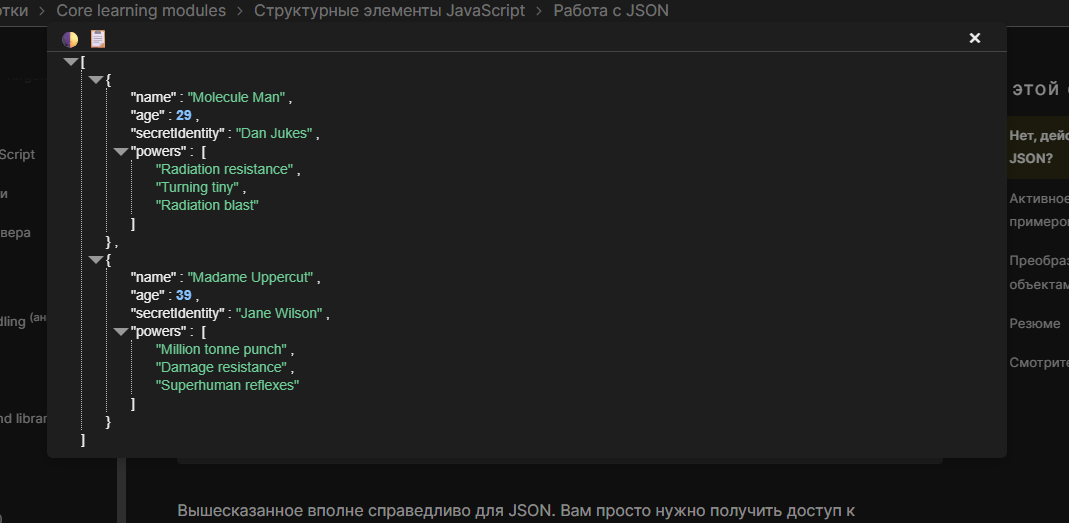 отки > Core learning modules > Структурные элементы JavaScript > Работа с JSON
[
{
"name" : "Molecule Man" ,
"age" : 29 ,
"secretIdentity" : "Dan Jukes" ,
"powers" : [
"Radiation resistance" ,
"Turning tiny" ,
"Radiation blast"
]
} ,
{
"name" : "Madame Uppercut" ,
"age" : 39 ,
"secretIdentity" : "Jane Wilson" ,
"powers" : [
"Million tonne punch" ,
"Damage resistance" ,
"Superhuman reflexes"
]
}
]
Script
и
вера
dling (ан
nd librar
ЭТОЙ
Нет, дейс
JSON?
Активное
примеро
Преобраз
объектам
Резюме
Смотрите
Вышесказанное вполне справедливо для JSON. Вам просто нужно получить доступ к